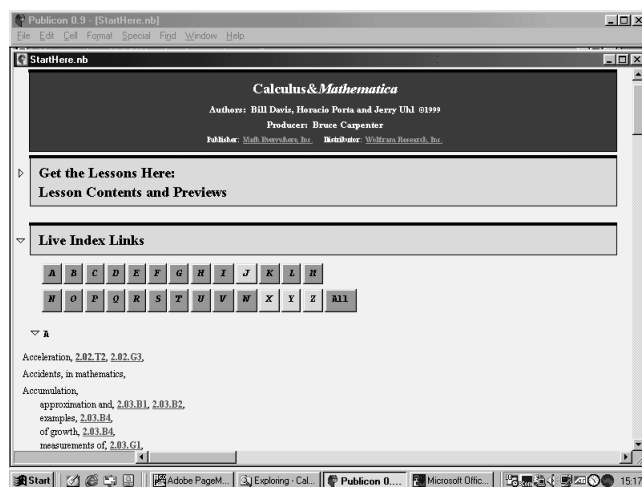 Publicon 0.9 - [StartHere.nb]
File Edit Cell Format Special Find Window Help
StartHere.nb
Calculus&Mathematica
Authors: Bill Davis, Horacio Porta and Jerry Uhl ©1999
Producer: Bruce Carpenter
Publisher: Math Everywhere, Inc. Distributor: Wolfram Research, Inc.
Get the Lessons Here:
Lesson Contents and Previews
Live Index Links
A B C D E F G H I J K L M
N O P Q R S T U V W X Y Z All
A
Acceleration, 2.02.T2, 2.02.G3,
Accidents, in mathematics,
Accumulation,
approximation and, 2.03.B1, 2.03.B2,
examples, 2.03.B4,
of growth, 2.03.B4,
measurements of, 2.03.G1,
Start Adobe PageM... Exploring - Cal... Publicon 0.... Microsoft Offic... 15:17